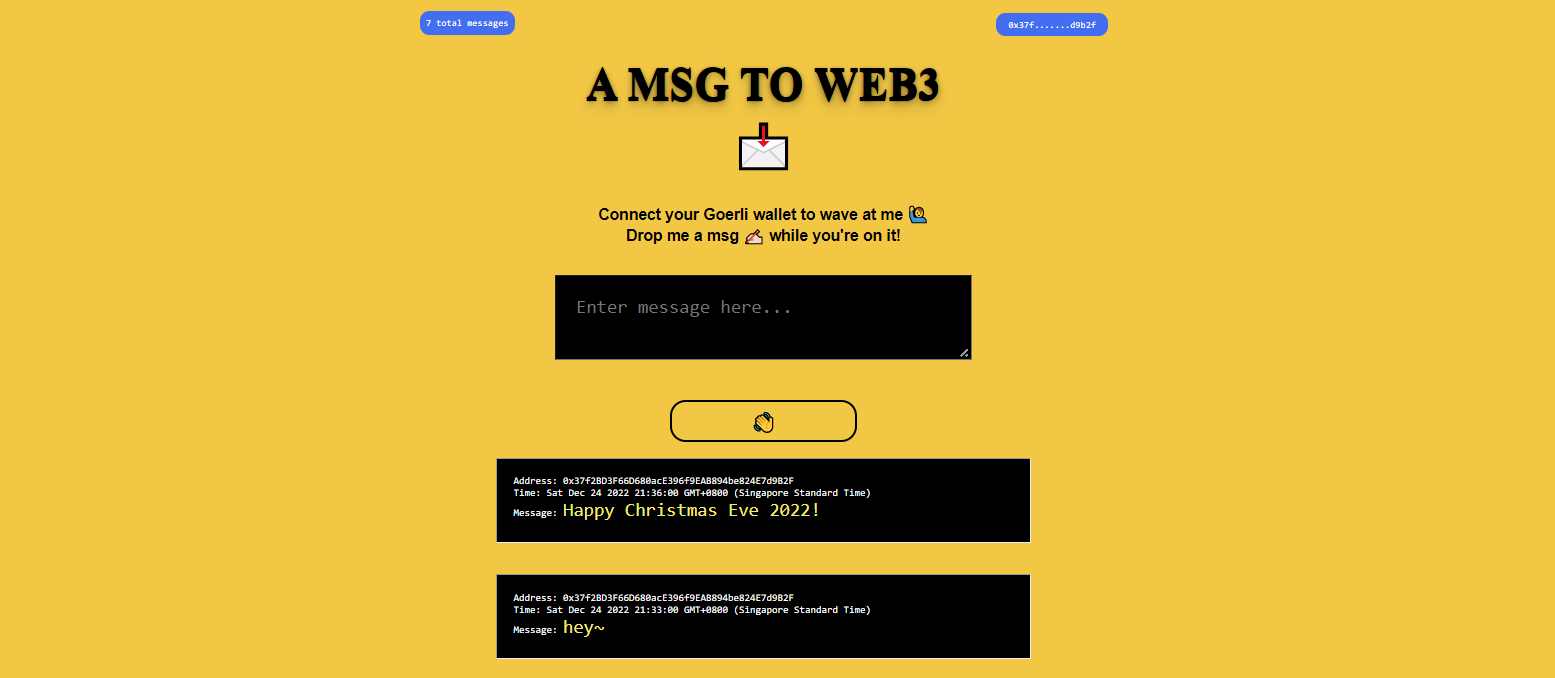 7 total messages
0x37f.......d9b2f
A MSG TO WEB3
Connect your Goerli wallet to wave at me 🙋
Drop me a msg ✍ while you're on it!
Enter message here...
👋
Address: 0x37f2BD3F66D680acE396f9EAB894be824E7d9B2F
Time: Sat Dec 24 2022 21:36:00 GMT+0800 (Singapore Standard Time)
Message: Happy Christmas Eve 2022!
Address: 0x37f2BD3F66D680acE396f9EAB894be824E7d9B2F
Time: Sat Dec 24 2022 21:33:00 GMT+0800 (Singapore Standard Time)
Message: hey~